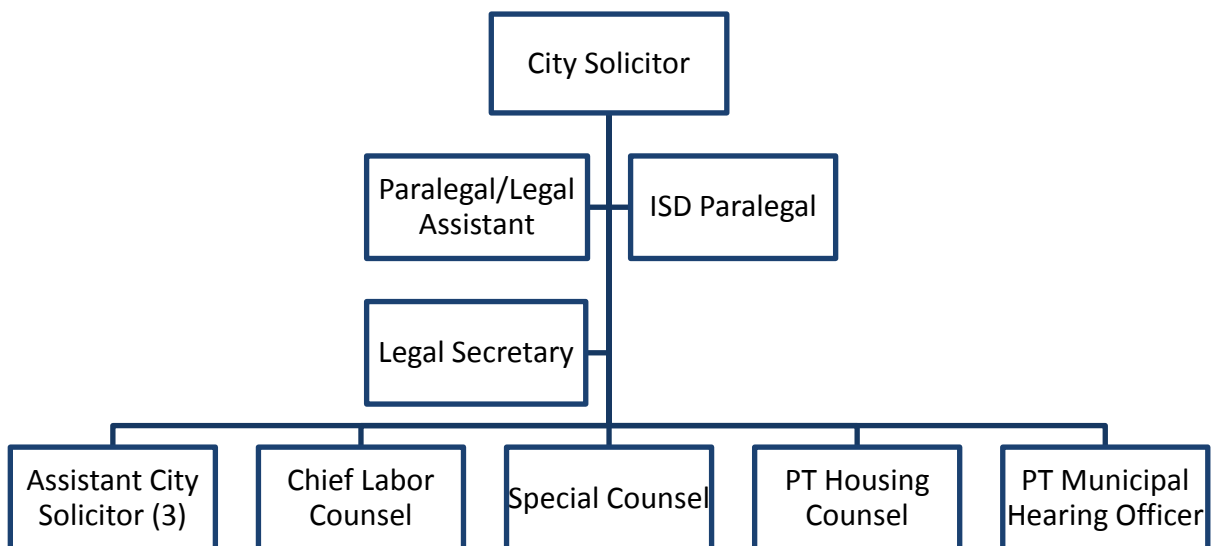 City Solicitor
Paralegal/Legal
Assistant
ISD Paralegal
Legal Secretary
Assistant City
Solicitor (3)
Chief Labor
Counsel
Special Counsel
PT Housing
Counsel
PT Municipal
Hearing Officer